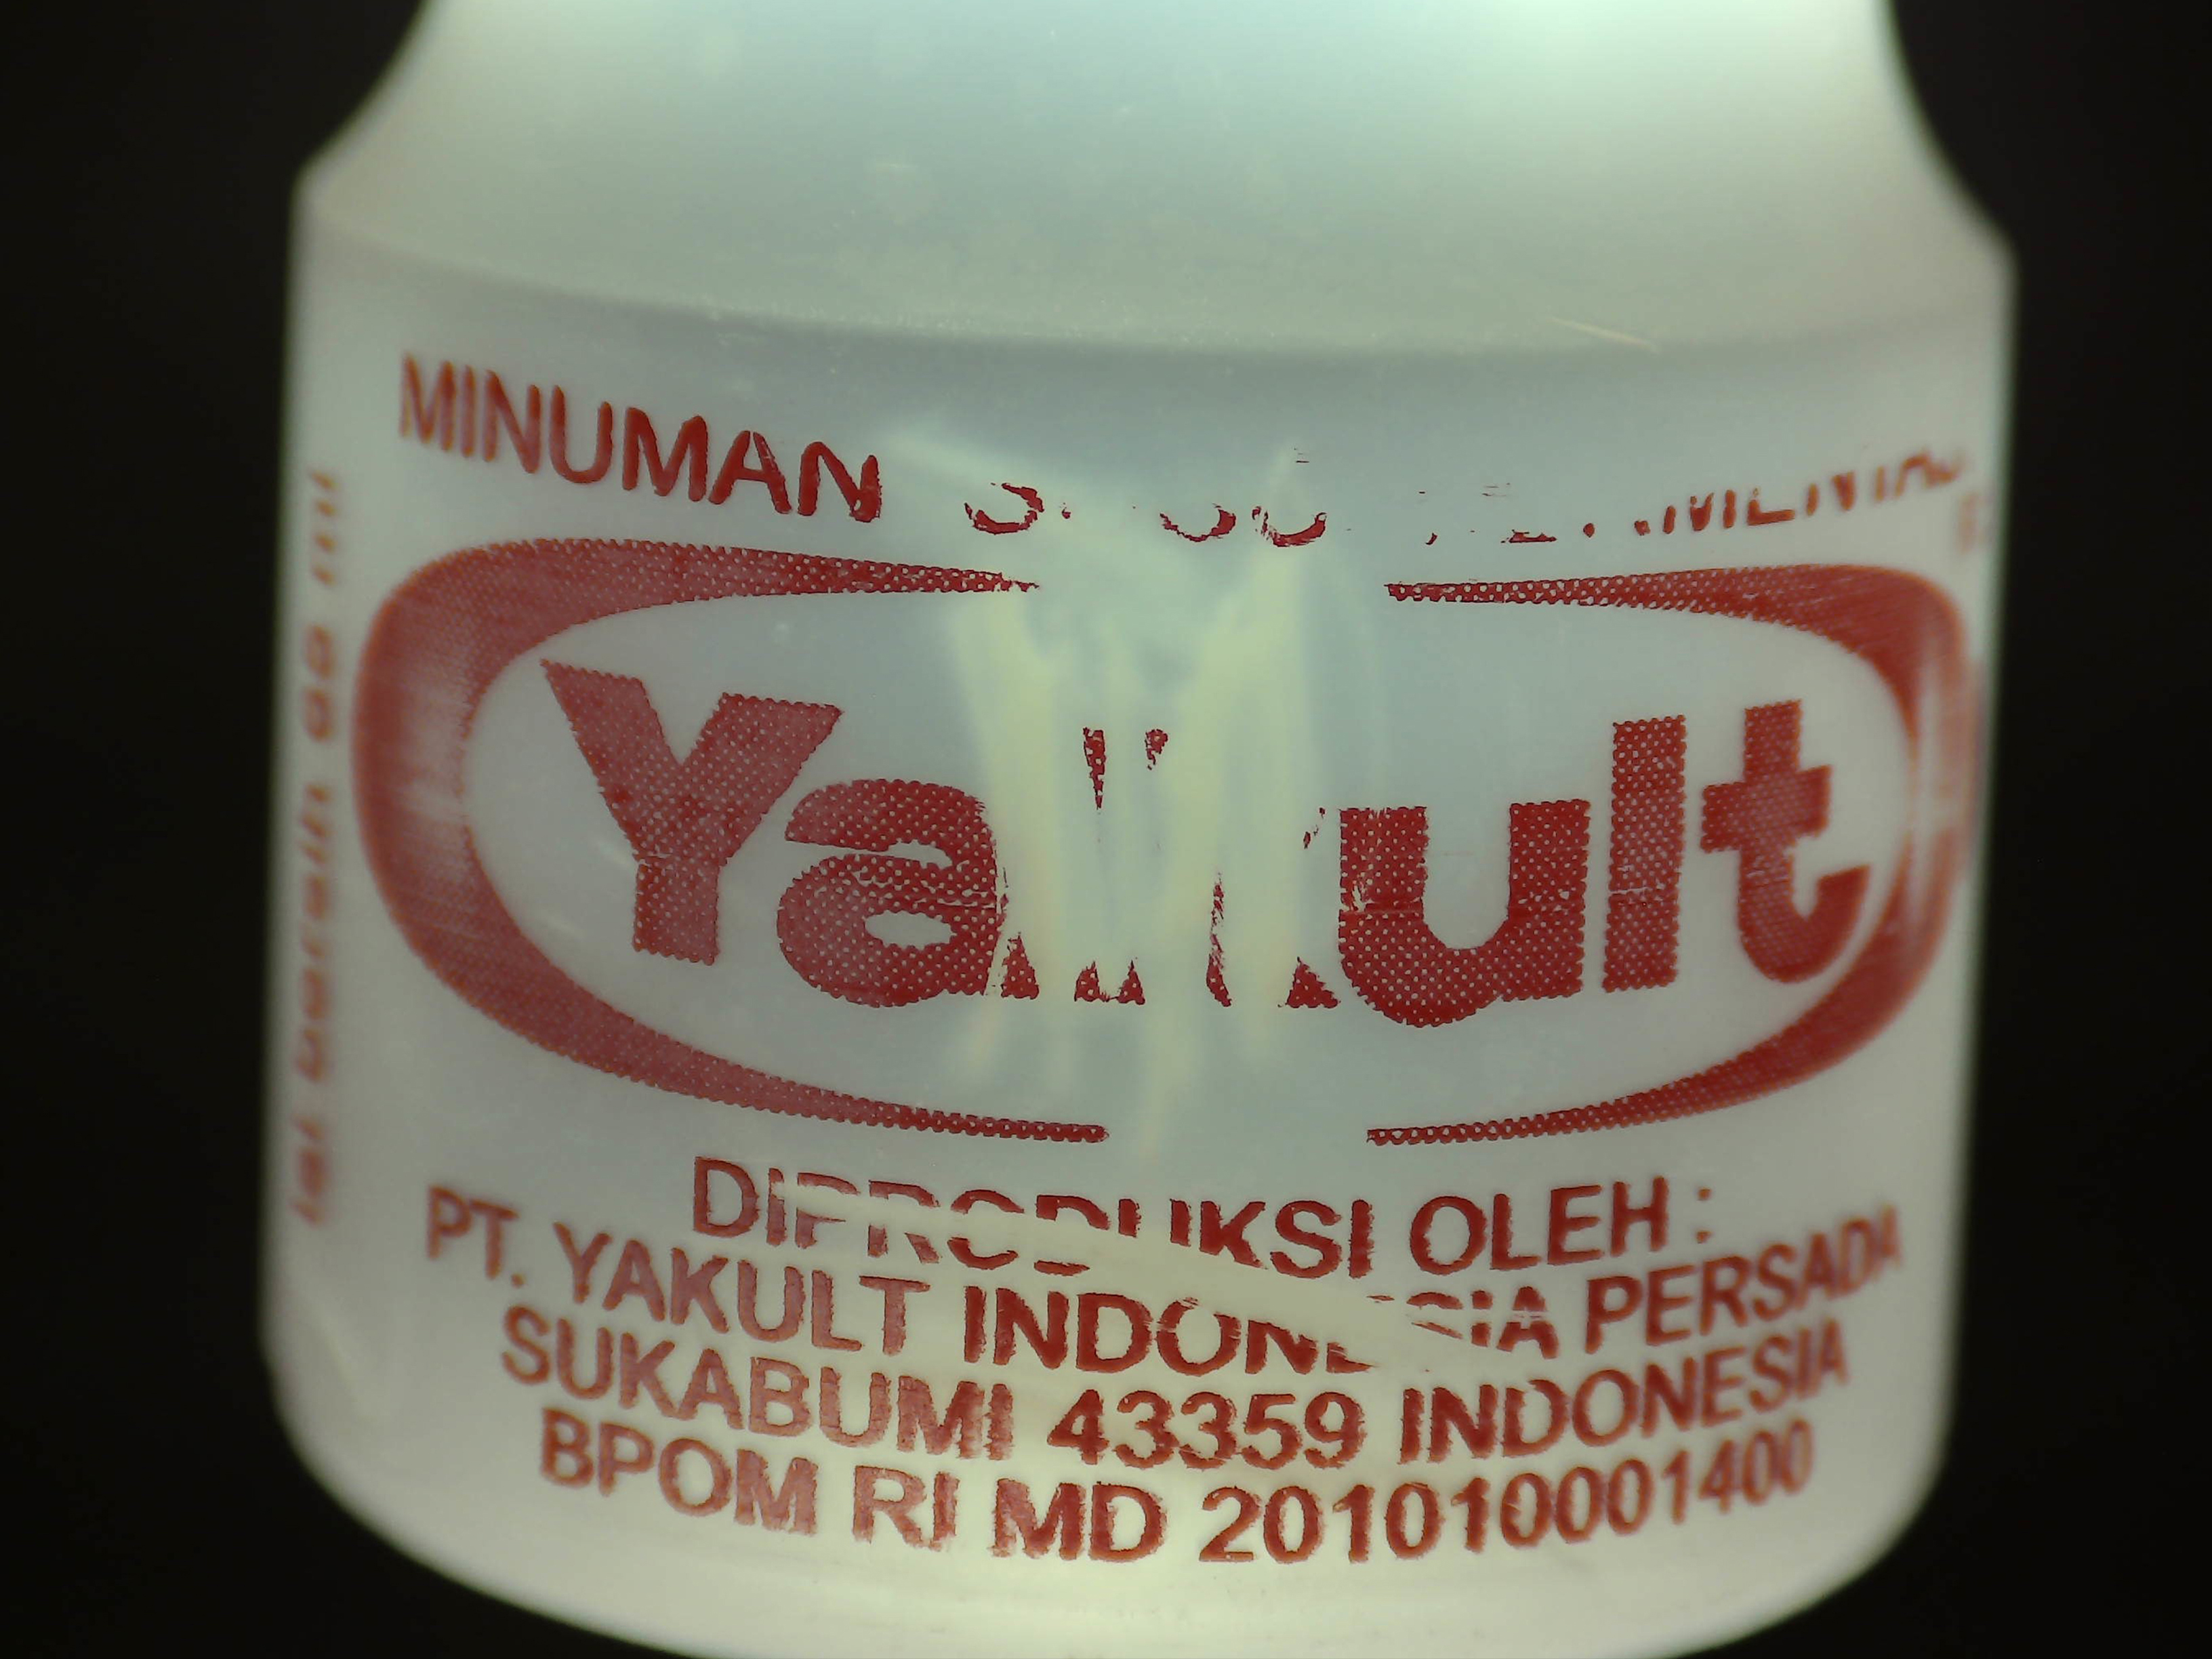 MINUMAN
Yakult
DIPRODUKSI OLEH :
PT. YAKULT INDONESIA PERSADA
SUKABUMI 43359 INDONESIA
BPOM RI MD 201010001400